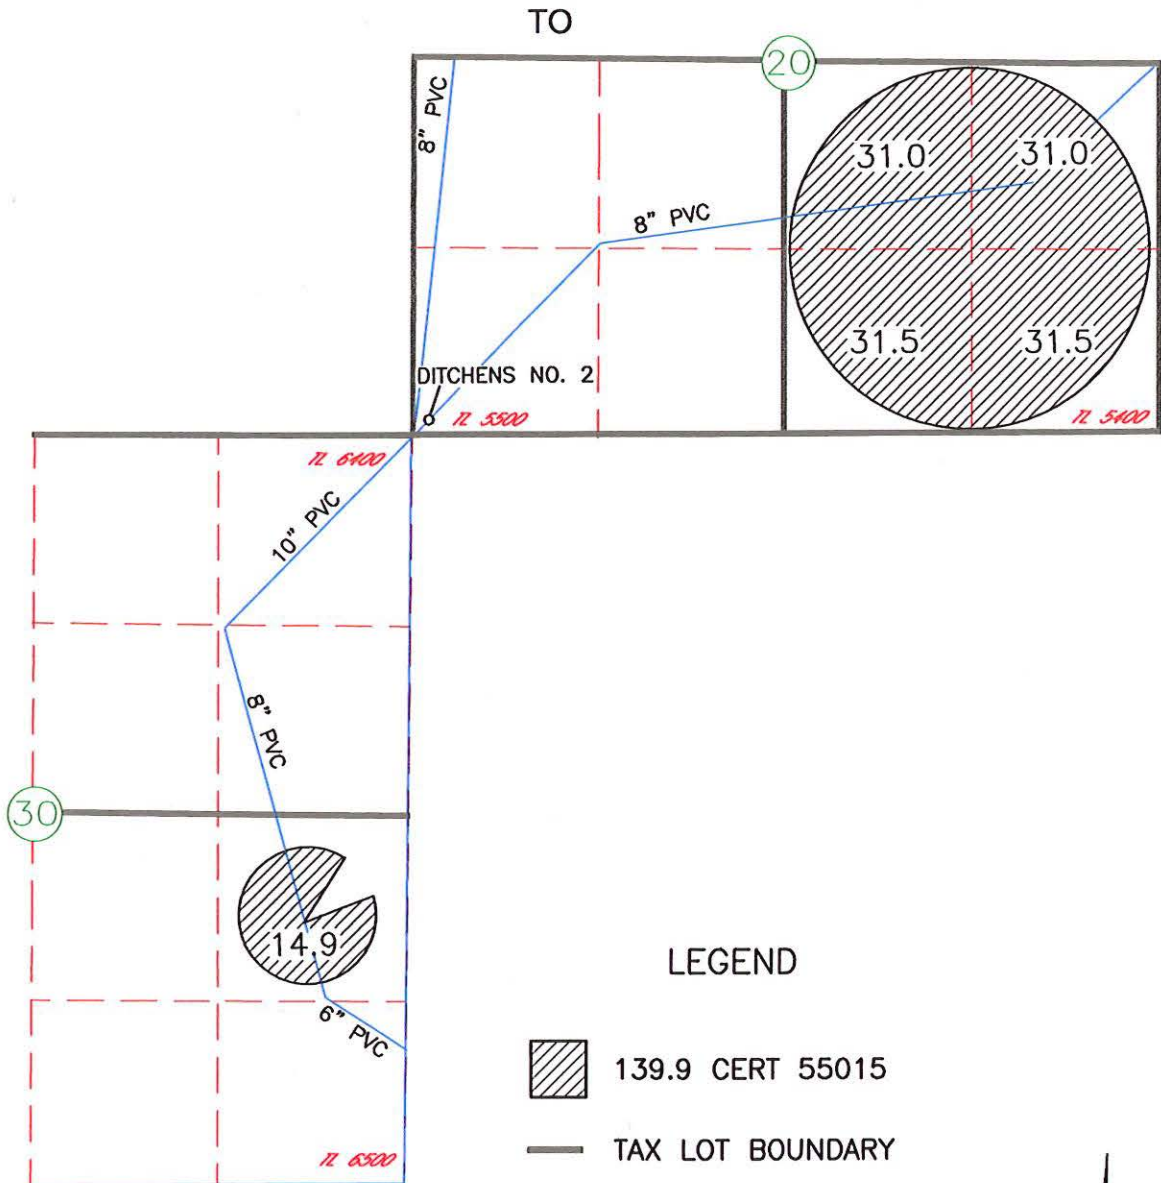 TO
20
8" PVC
31.0 31.0
8" PVC
31.5 31.5
DITCHENS NO. 2
TL 5500
TL 5400
TL 6400
10" PVC
8" PVC
30
14.9
6" PVC
LEGEND
139.9 CERT 55015
TAX LOT BOUNDARY
TL 6500